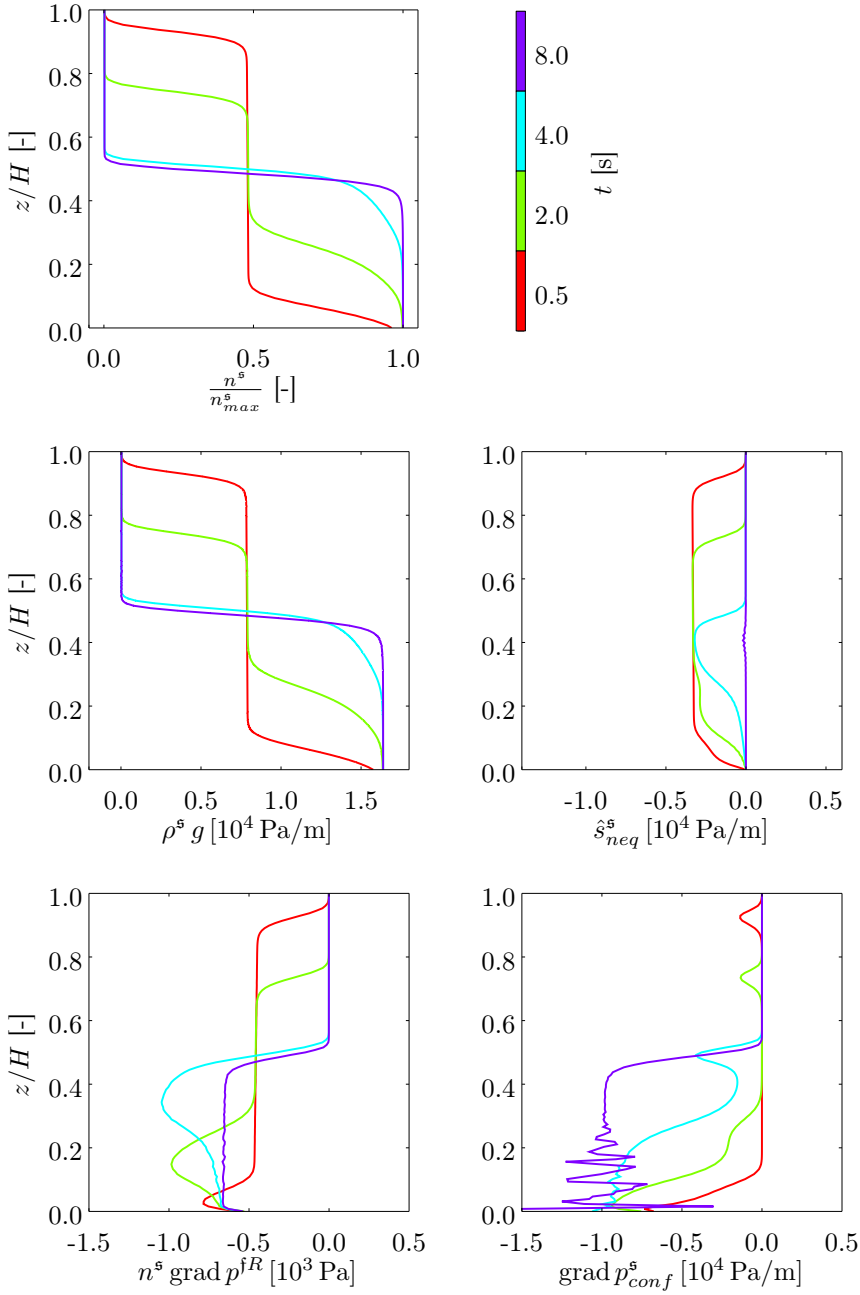 1.0
0.8
0.6
0.4
0.2
0.0
z/H [-]
0.0 0.5 1.0
n^𝔰 / n^𝔰_max [-]
8.0
4.0
2.0
0.5
t [s]
1.0
0.8
0.6
0.4
0.2
0.0
z/H [-]
0.0 0.5 1.0 1.5
ρ^𝔰 g [10^4 Pa/m]
1.0
0.8
0.6
0.4
0.2
0.0
-1.0 -0.5 0.0 0.5
ŝ^𝔰_neq [10^4 Pa/m]
1.0
0.8
0.6
0.4
0.2
0.0
z/H [-]
-1.5 -1.0 -0.5 0.0 0.5
n^𝔰 grad p^𝔣R [10^3 Pa]
1.0
0.8
0.6
0.4
0.2
0.0
-1.5 -1.0 -0.5 0.0 0.5
grad p^𝔰_conf [10^4 Pa/m]